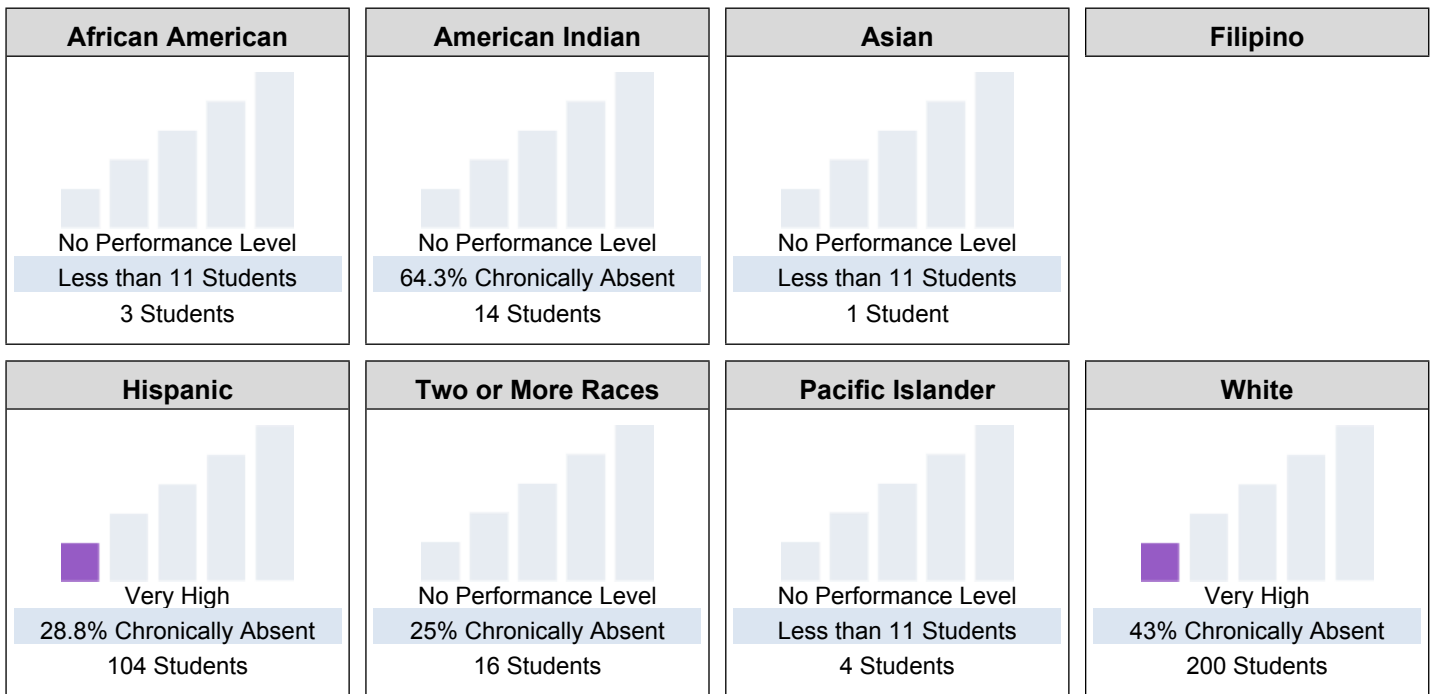 African American
No Performance Level
Less than 11 Students
3 Students
American Indian
No Performance Level
64.3% Chronically Absent
14 Students
Asian
No Performance Level
Less than 11 Students
1 Student
Filipino
Hispanic
Very High
28.8% Chronically Absent
104 Students
Two or More Races
No Performance Level
25% Chronically Absent
16 Students
Pacific Islander
No Performance Level
Less than 11 Students
4 Students
White
Very High
43% Chronically Absent
200 Students